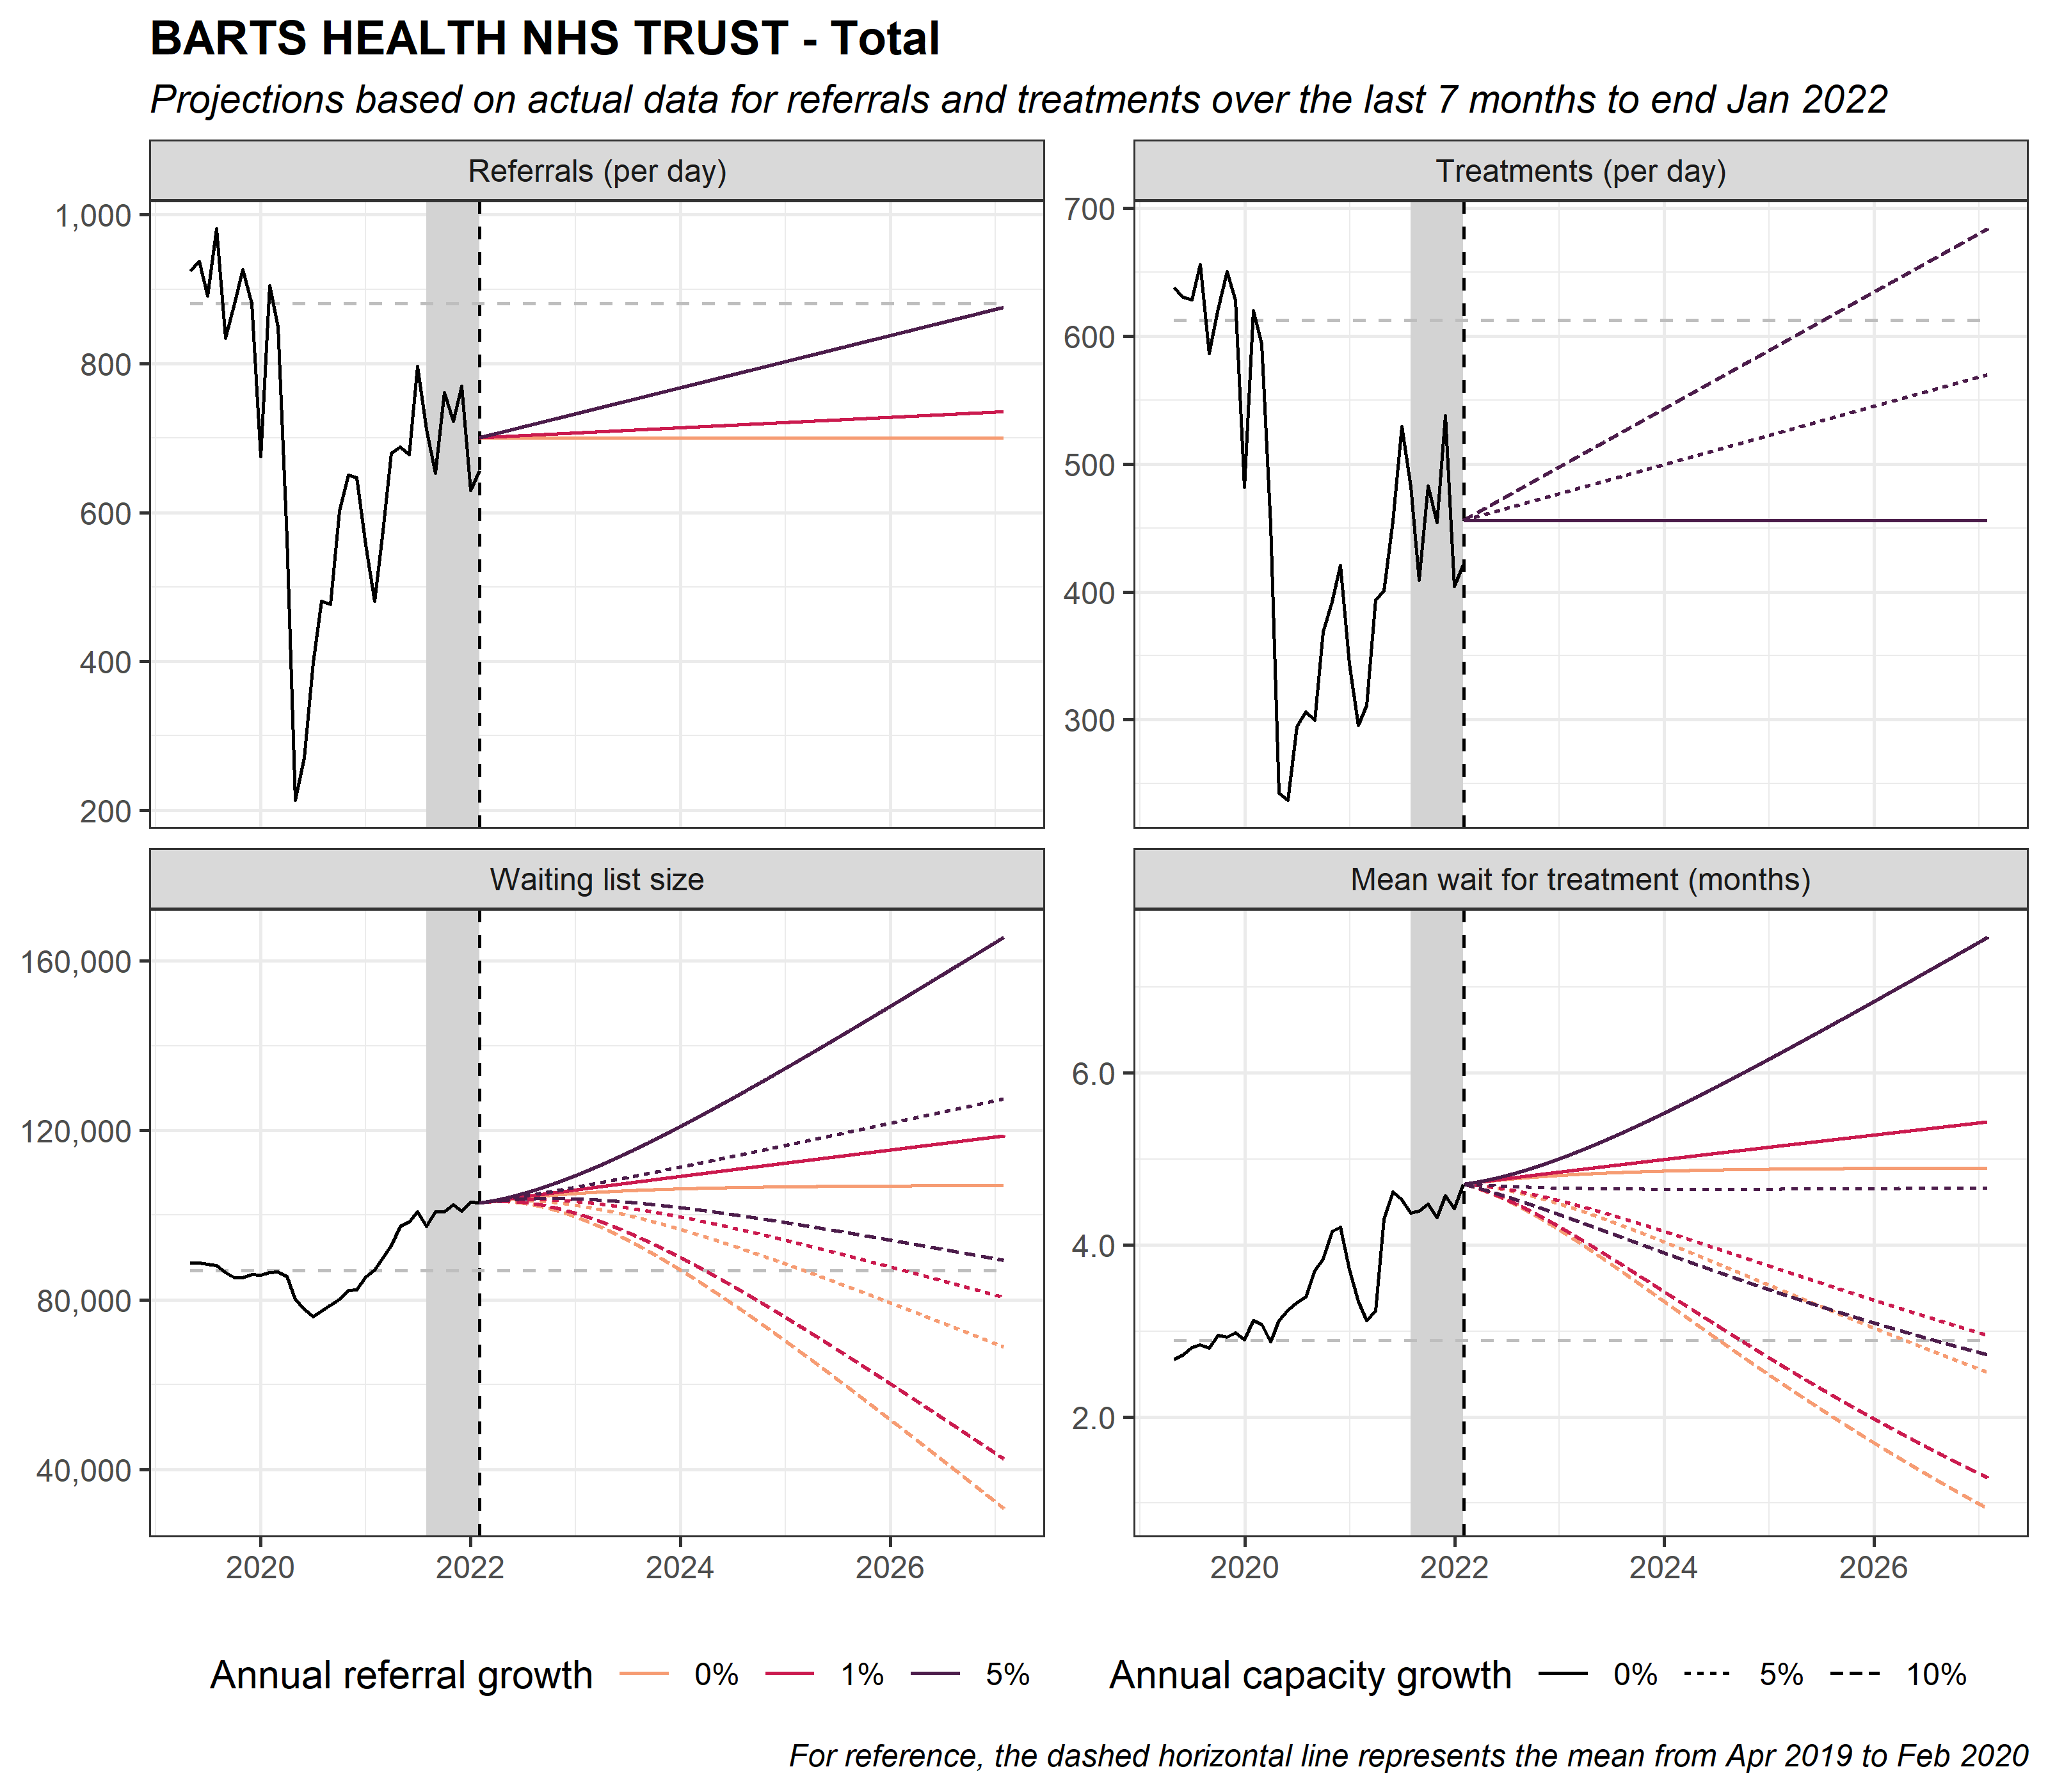 BARTS HEALTH NHS TRUST - Total
Projections based on actual data for referrals and treatments over the last 7 months to end Jan 2022
Referrals (per day)
1,000
800
600
400
200
Treatments (per day)
700
600
500
400
300
Waiting list size
160,000
120,000
80,000
40,000
2020 2022 2024 2026
Mean wait for treatment (months)
6.0
4.0
2.0
2020 2022 2024 2026
Annual referral growth 0% 1% 5%
Annual capacity growth 0% 5% 10%
For reference, the dashed horizontal line represents the mean from Apr 2019 to Feb 2020